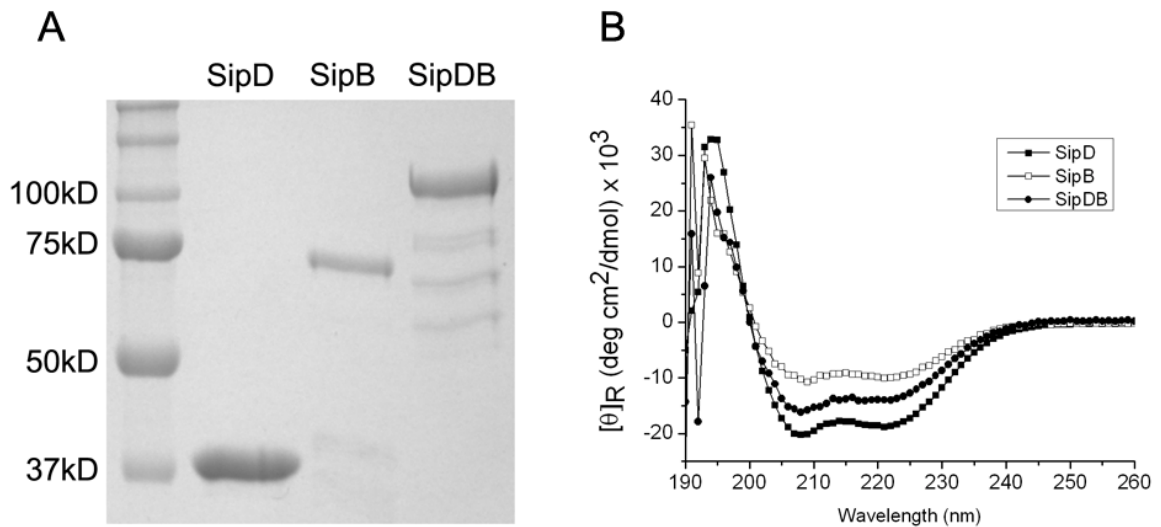 A
SipD SipB SipDB
100kD
75kD
50kD
37kD
B
40
30
20
10
0
-10
-20
[θ]R (deg cm2/dmol) x 103
SipD
SipB
SipDB
190 200 210 220 230 240 250 260
Wavelength (nm)